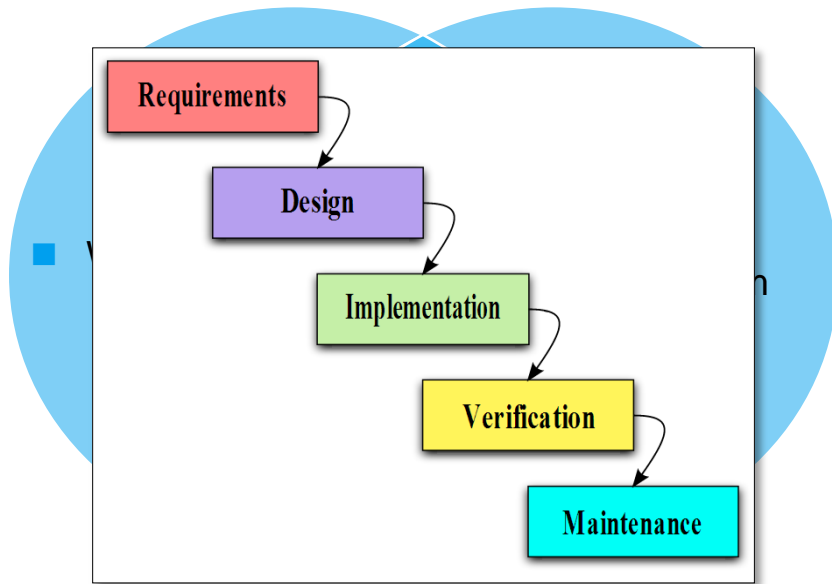 Requirements
Design
Implementation
Verification
Maintenance